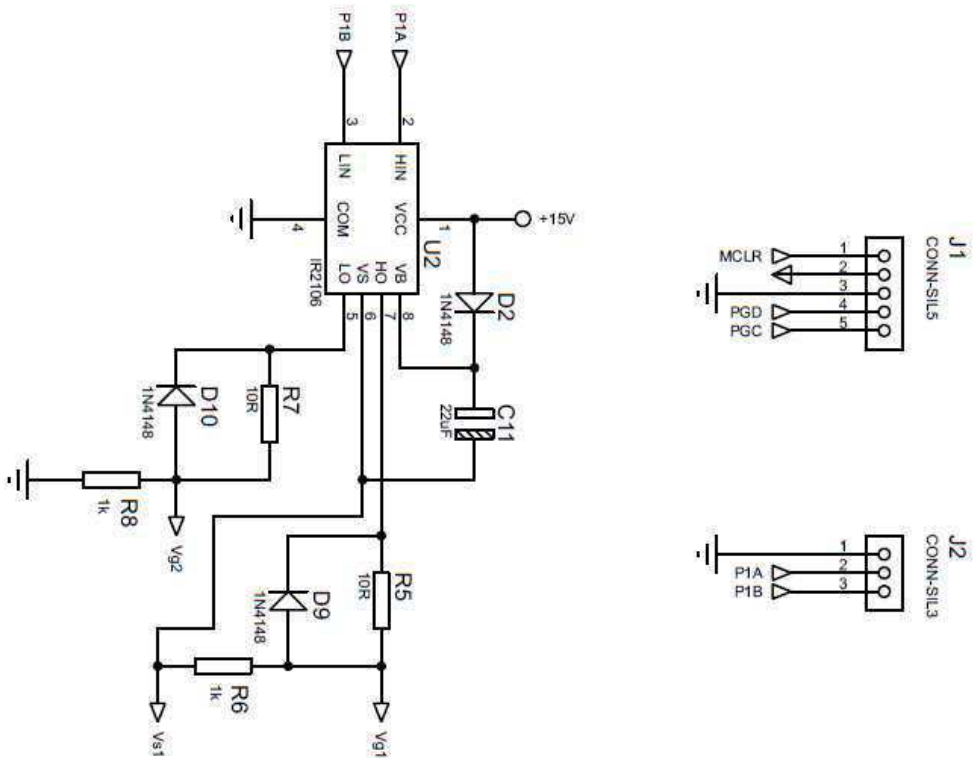 P1B
P1A
3
2
LIN
HIN
COM
VCC
LO
VS
HO
VB
4
1
U2
IR2106
5
6
7
8
+15V
D2
1N4148
C11
22uF
R7
10R
D10
1N4148
R8
1k
Vg2
R5
10R
D9
1N4148
R6
1k
Vs1
Vg1
J1
CONN-SIL5
MCLR
1
2
3
PGD
4
PGC
5
J2
CONN-SIL3
1
P1A
2
P1B
3